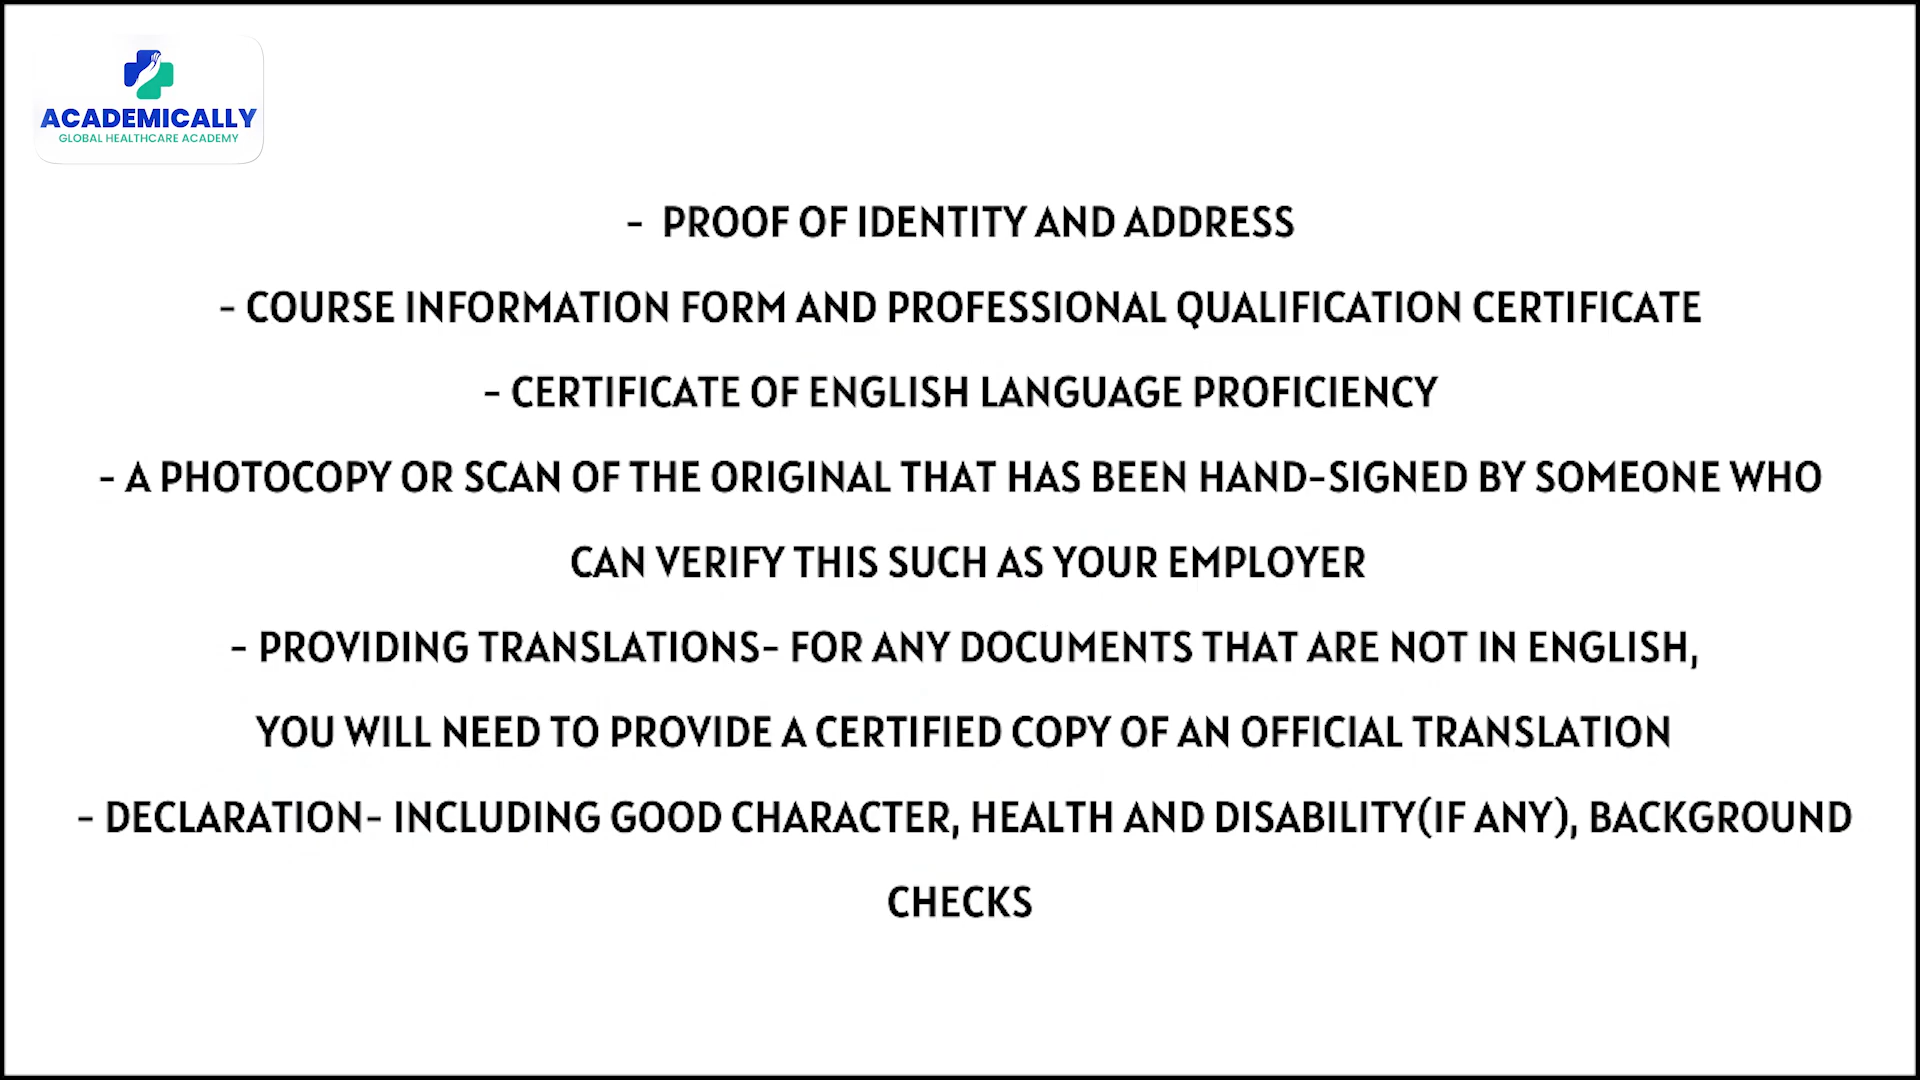 ACADEMICALLY
GLOBAL HEALTHCARE ACADEMY
- PROOF OF IDENTITY AND ADDRESS
- COURSE INFORMATION FORM AND PROFESSIONAL QUALIFICATION CERTIFICATE
- CERTIFICATE OF ENGLISH LANGUAGE PROFICIENCY
- A PHOTOCOPY OR SCAN OF THE ORIGINAL THAT HAS BEEN HAND-SIGNED BY SOMEONE WHO
CAN VERIFY THIS SUCH AS YOUR EMPLOYER
- PROVIDING TRANSLATIONS- FOR ANY DOCUMENTS THAT ARE NOT IN ENGLISH,
YOU WILL NEED TO PROVIDE A CERTIFIED COPY OF AN OFFICIAL TRANSLATION
- DECLARATION- INCLUDING GOOD CHARACTER, HEALTH AND DISABILITY(IF ANY), BACKGROUND
CHECKS